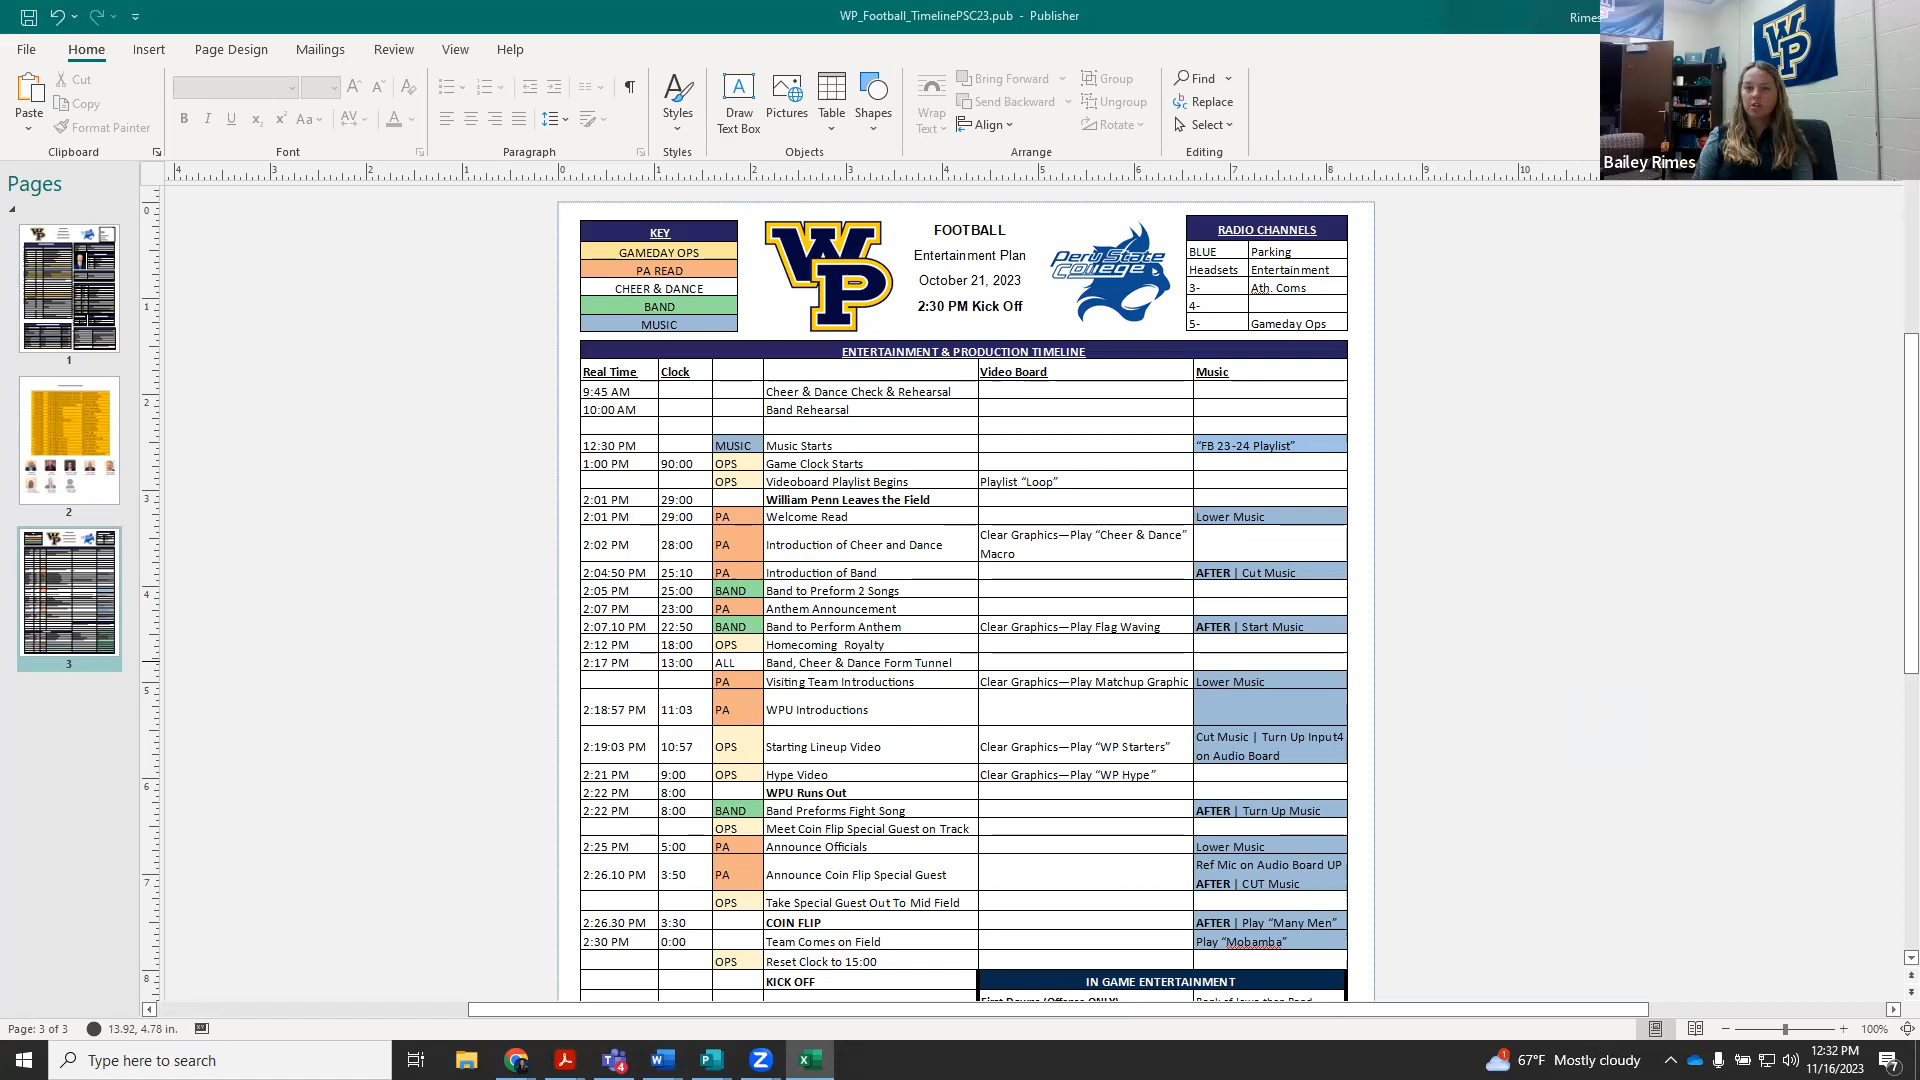 WP_Football_TimelinePSC23.pub - Publisher
Rimes
File Home Insert Page Design Mailings Review View Help
Paste
Cut
Copy
Format Painter
Clipboard
Font
Paragraph
Styles
Styles
Draw Text Box
Pictures
Table
Shapes
Objects
Wrap Text
Bring Forward
Send Backward
Align
Group
Ungroup
Rotate
Arrange
Find
Replace
Select
Editing
WP
Bailey Rimes
Pages
1
2
3
KEY
GAMEDAY OPS
PA READ
CHEER & DANCE
BAND
MUSIC
WP
FOOTBALL
Entertainment Plan
October 21, 2023
2:30 PM Kick Off
Peru State College
RADIO CHANNELS
BLUE Parking
Headsets Entertainment
3- Ath. Coms
4-
5- Gameday Ops
ENTERTAINMENT & PRODUCTION TIMELINE
Real Time Clock Video Board Music
9:45 AM Cheer & Dance Check & Rehearsal
10:00 AM Band Rehearsal
12:30 PM MUSIC Music Starts “FB 23-24 Playlist”
1:00 PM 90:00 OPS Game Clock Starts
OPS Videoboard Playlist Begins Playlist “Loop”
2:01 PM 29:00 William Penn Leaves the Field
2:01 PM 29:00 PA Welcome Read Lower Music
2:02 PM 28:00 PA Introduction of Cheer and Dance Clear Graphics—Play “Cheer & Dance” Macro
2:04:50 PM 25:10 PA Introduction of Band AFTER | Cut Music
2:05 PM 25:00 BAND Band to Preform 2 Songs
2:07 PM 23:00 PA Anthem Announcement
2:07.10 PM 22:50 BAND Band to Perform Anthem Clear Graphics—Play Flag Waving AFTER | Start Music
2:12 PM 18:00 OPS Homecoming Royalty
2:17 PM 13:00 ALL Band, Cheer & Dance Form Tunnel
PA Visiting Team Introductions Clear Graphics—Play Matchup Graphic Lower Music
2:18:57 PM 11:03 PA WPU Introductions
2:19:03 PM 10:57 OPS Starting Lineup Video Clear Graphics—Play “WP Starters” Cut Music | Turn Up Input4 on Audio Board
2:21 PM 9:00 OPS Hype Video Clear Graphics—Play “WP Hype”
2:22 PM 8:00 WPU Runs Out
2:22 PM 8:00 BAND Band Preforms Fight Song AFTER | Turn Up Music
OPS Meet Coin Flip Special Guest on Track
2:25 PM 5:00 PA Announce Officials Lower Music
2:26.10 PM 3:50 PA Announce Coin Flip Special Guest Ref Mic on Audio Board UP AFTER | CUT Music
OPS Take Special Guest Out To Mid Field
2:26.30 PM 3:30 COIN FLIP AFTER | Play “Many Men”
2:30 PM 0:00 Team Comes on Field Play “Mobamba”
OPS Reset Clock to 15:00
KICK OFF IN GAME ENTERTAINMENT
Page: 3 of 3 13.92, 4.78 in. 100%
Type here to search
67°F Mostly cloudy
12:32 PM
11/16/2023